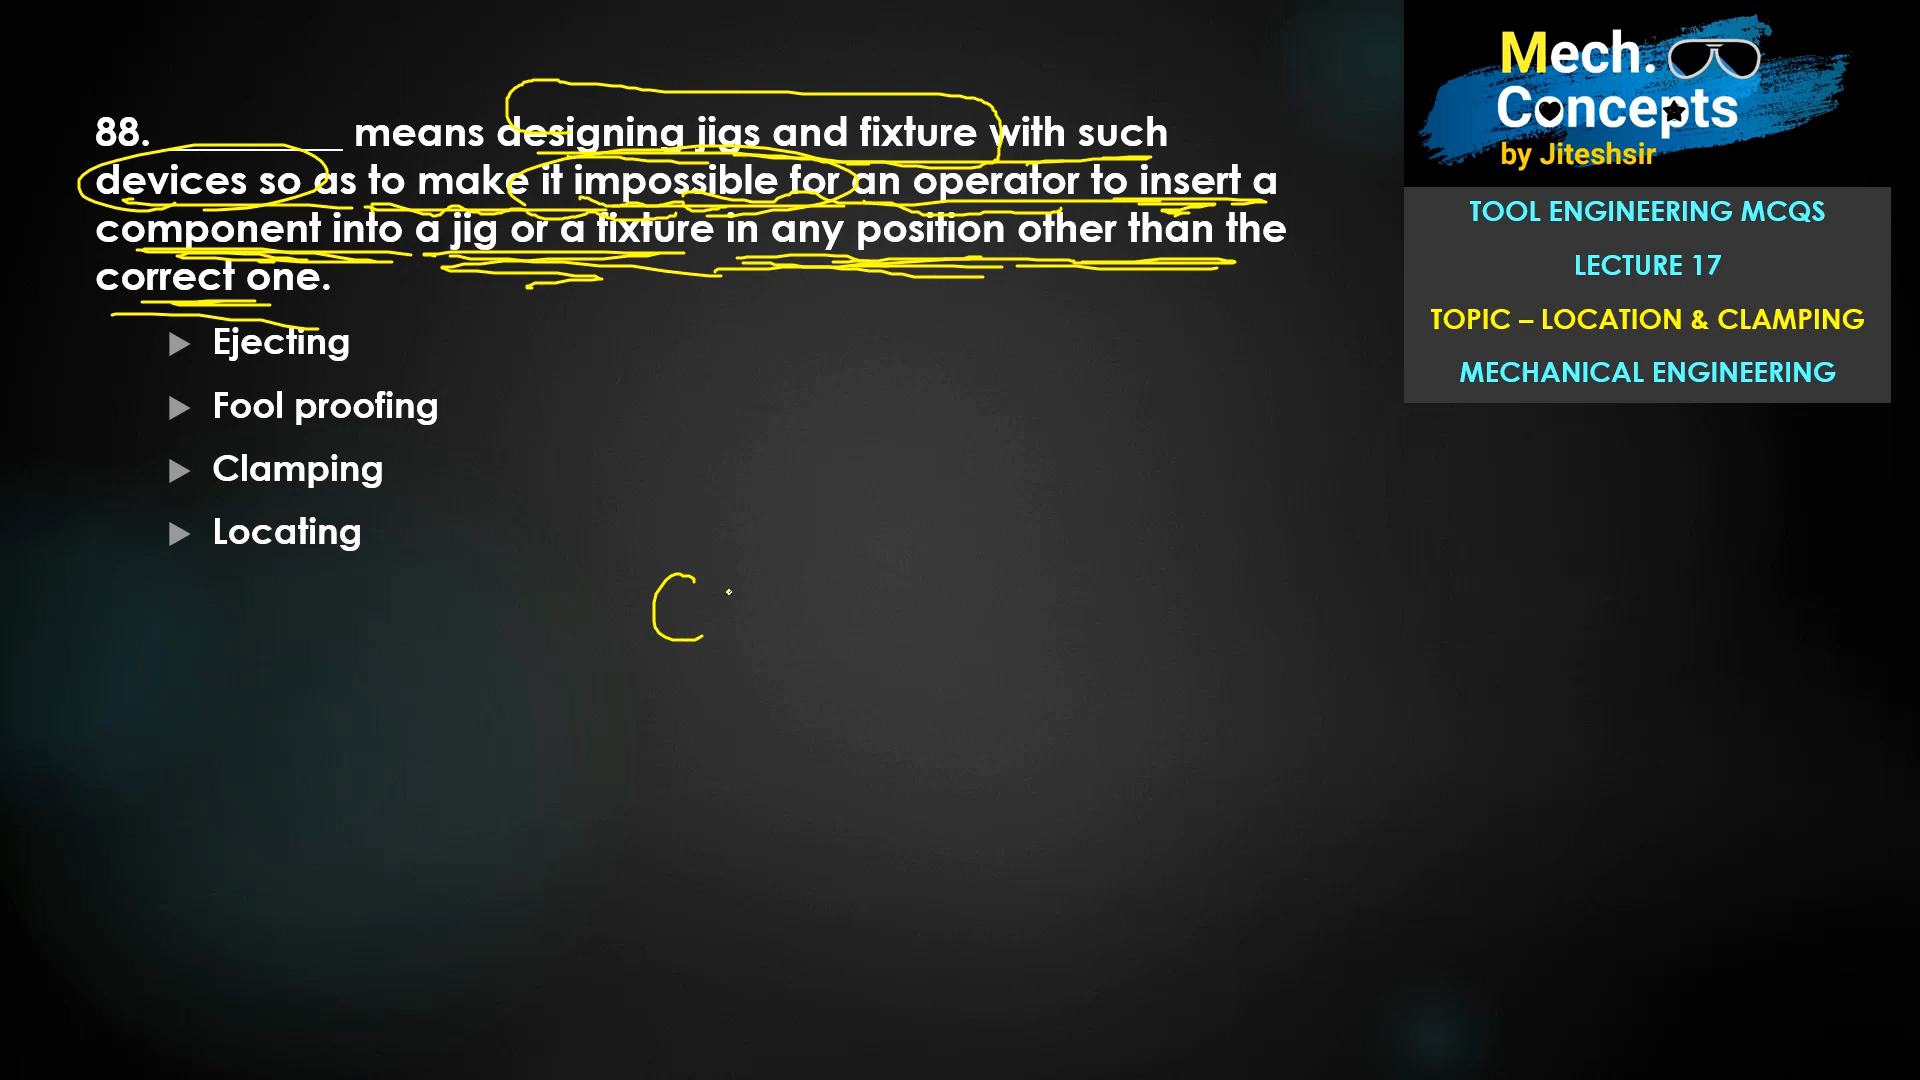 88. _________ means designing jigs and fixture with such
devices so as to make it impossible for an operator to insert a
component into a jig or a fixture in any position other than the
correct one.
Ejecting
Fool proofing
Clamping
Locating
C
Mech.
Concepts
by Jiteshsir
TOOL ENGINEERING MCQS
LECTURE 17
TOPIC – LOCATION & CLAMPING
MECHANICAL ENGINEERING